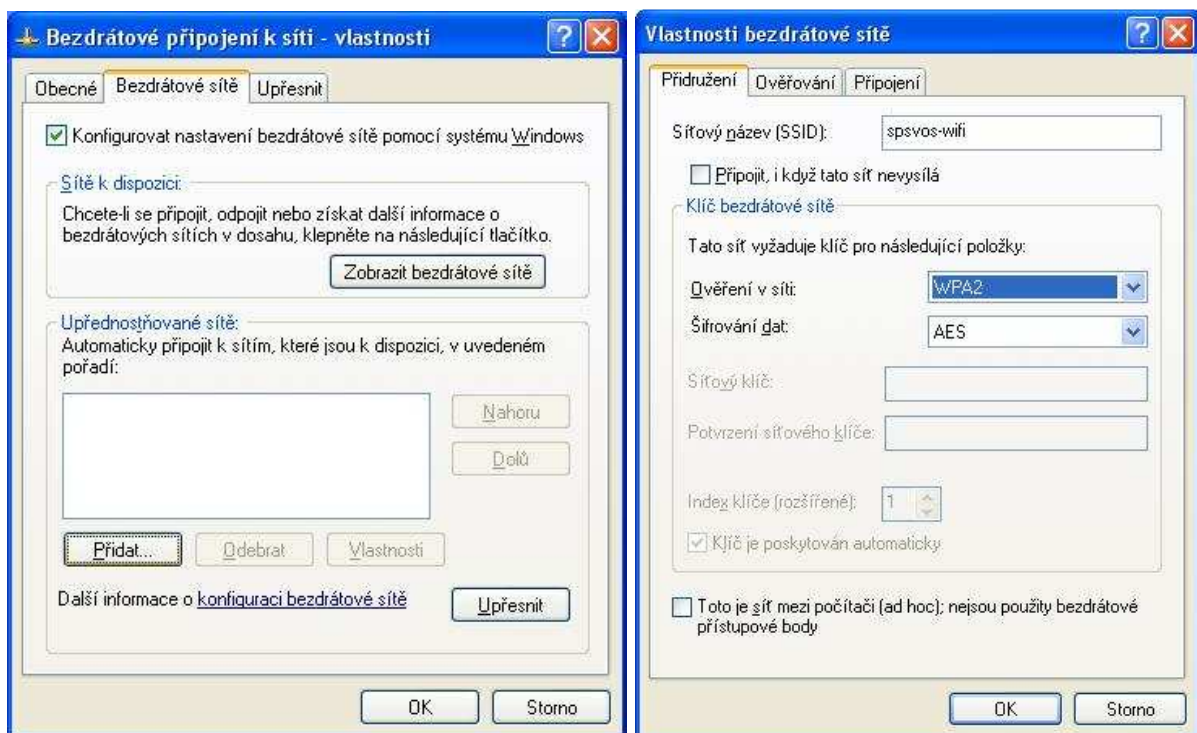 Bezdrátové připojení k síti - vlastnosti
Obecné
Bezdrátové sítě
Upřesnit
Konfigurovat nastavení bezdrátové sítě pomocí systému Windows
Sítě k dispozici:
Chcete-li se připojit, odpojit nebo získat další informace o
bezdrátových sítích v dosahu, klepněte na následující tlačítko.
Zobrazit bezdrátové sítě
Upřednostňované sítě:
Automaticky připojit k sítím, které jsou k dispozici, v uvedeném
pořadí:
Nahoru
Dolů
Přidat...
Odebrat
Vlastnosti
Další informace o konfiguraci bezdrátové sítě
Upřesnit
OK
Storno
Vlastnosti bezdrátové sítě
Přidružení
Ověřování
Připojení
Síťový název (SSID):
spsvos-wifi
Připojit, i když tato síť nevysílá
Klíč bezdrátové sítě
Tato síť vyžaduje klíč pro následující položky:
Ověření v síti:
WPA2
Šifrování dat:
AES
Síťový klíč:
Potvrzení síťového klíče:
Index klíče (rozšířené):
1
Klíč je poskytován automaticky
Toto je síť mezi počítači (ad hoc); nejsou použity bezdrátové
přístupové body
OK
Storno